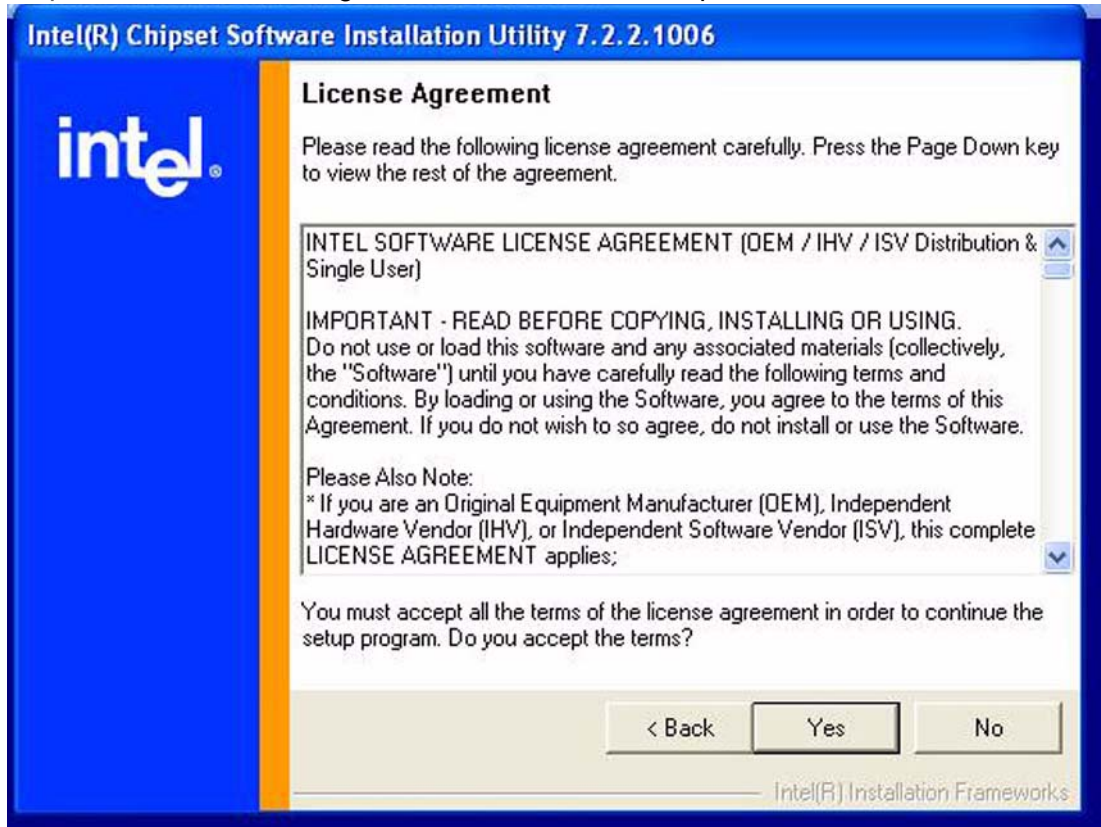 Intel(R) Chipset Software Installation Utility 7.2.2.1006
intel®
License Agreement
Please read the following license agreement carefully. Press the Page Down key
to view the rest of the agreement.
INTEL SOFTWARE LICENSE AGREEMENT (OEM / IHV / ISV Distribution &
Single User)
IMPORTANT - READ BEFORE COPYING, INSTALLING OR USING.
Do not use or load this software and any associated materials (collectively,
the "Software") until you have carefully read the following terms and
conditions. By loading or using the Software, you agree to the terms of this
Agreement. If you do not wish to so agree, do not install or use the Software.
Please Also Note:
* If you are an Original Equipment Manufacturer (OEM), Independent
Hardware Vendor (IHV), or Independent Software Vendor (ISV), this complete
LICENSE AGREEMENT applies;
You must accept all the terms of the license agreement in order to continue the
setup program. Do you accept the terms?
< Back Yes No
Intel(R) Installation Frameworks